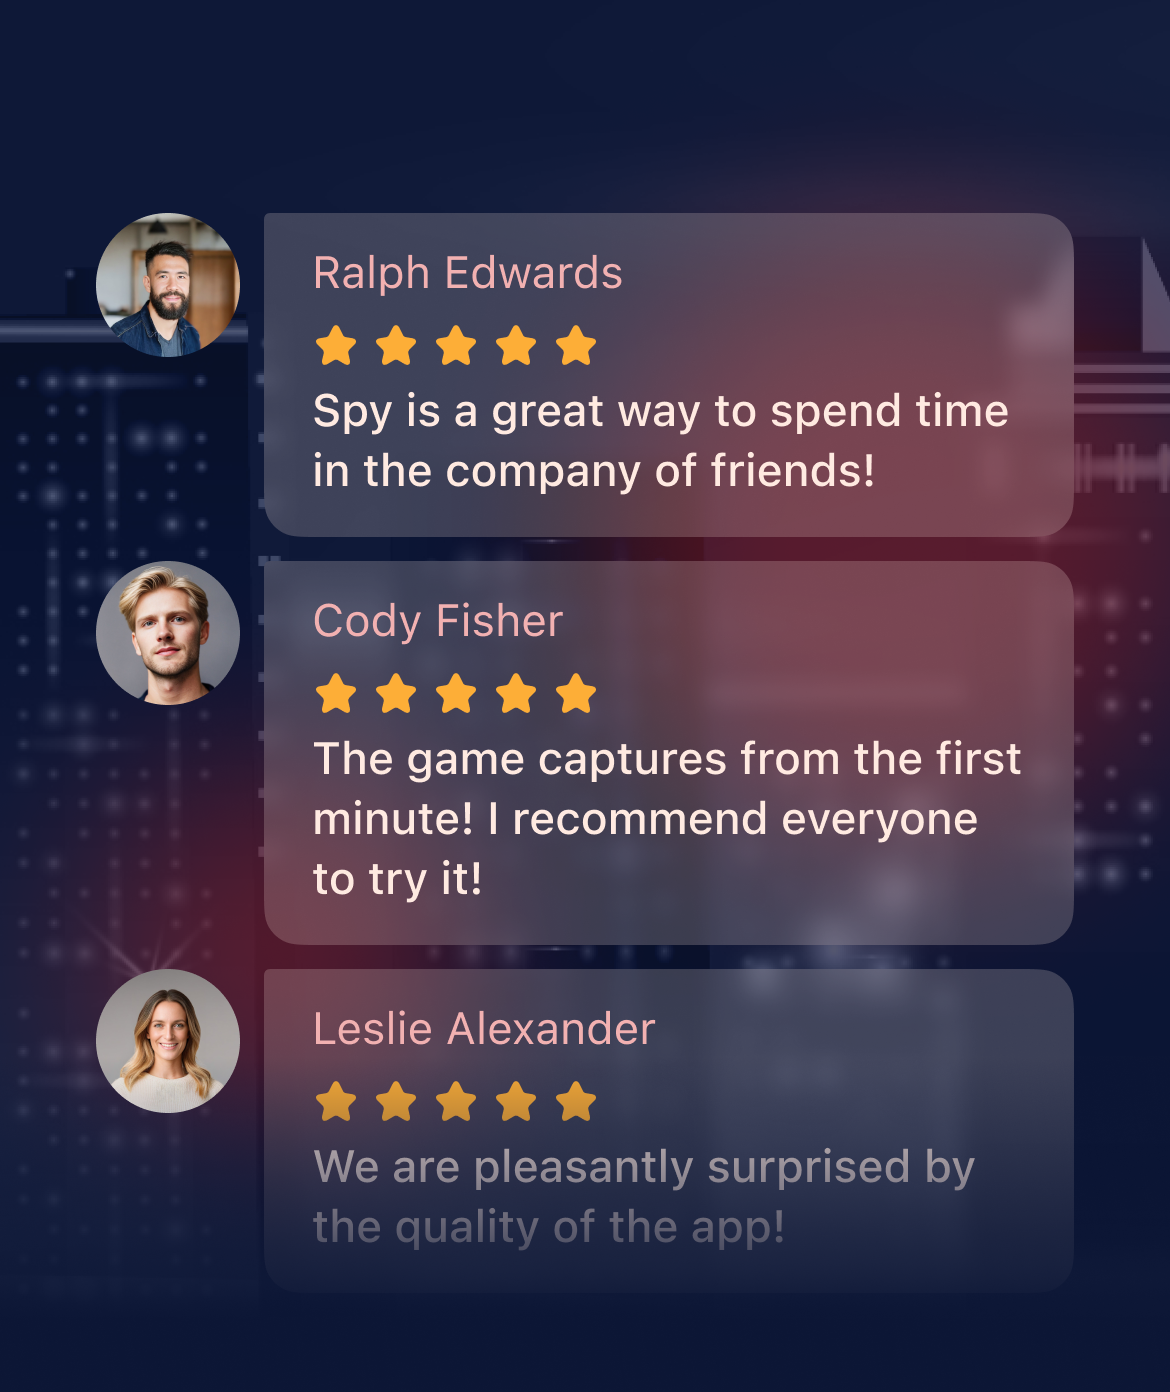 Ralph Edwards
Spy is a great way to spend time
in the company of friends!
Cody Fisher
The game captures from the first
minute! I recommend everyone
to try it!
Leslie Alexander
We are pleasantly surprised by
the quality of the app!